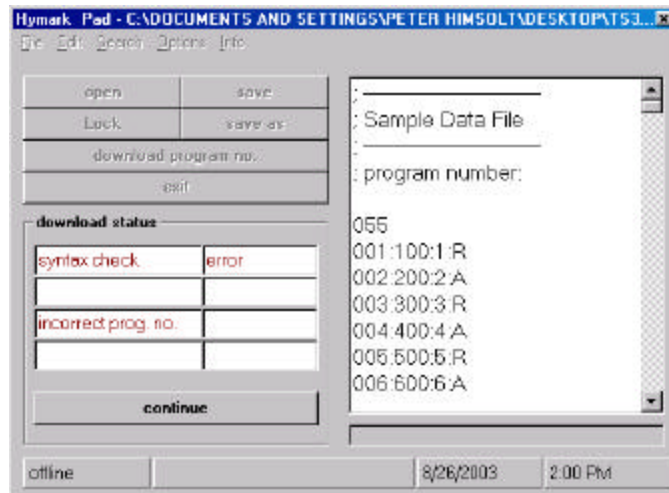 Hymark Pad - C:\DOCUMENTS AND SETTINGS\PETER HIMSOLT\DESKTOP\TS3...
File Edit Search Options Info
open save
Lock save as
download program no.
exit
download status
syntax check error
incorrect prog. no.
continue
; Sample Data File
; program number:
055
001:100:1:R
002:200:2:A
003:300:3:R
004:400:4:A
005:500:5:R
006:600:6:A
offline 8/26/2003 2:00 PM